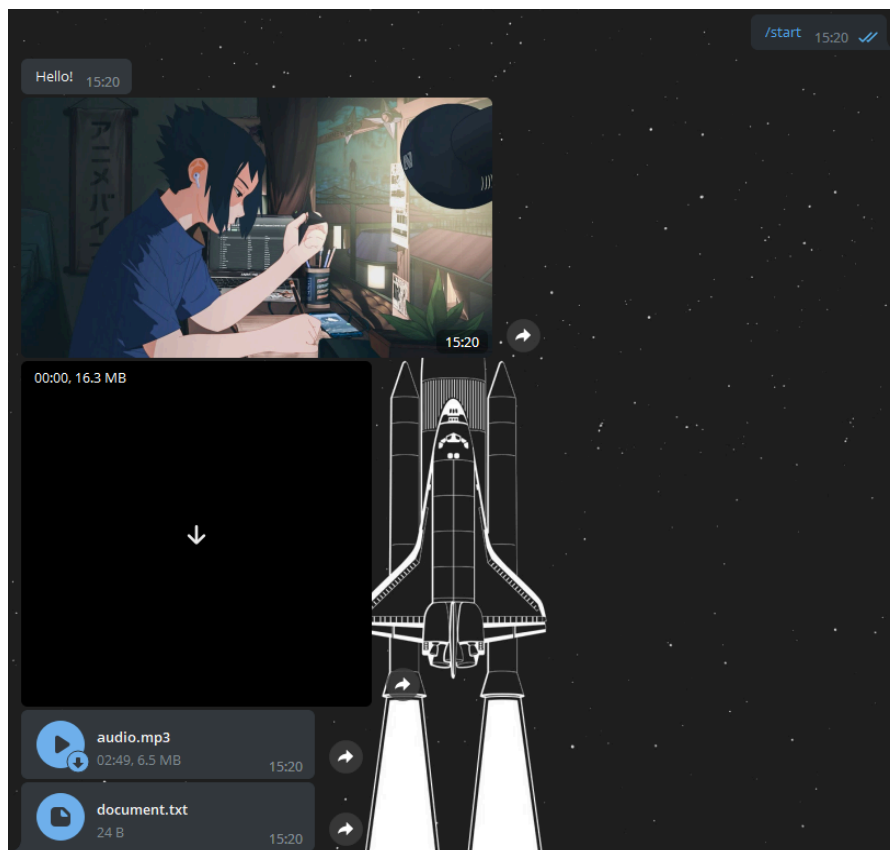 /start 15:20
Hello! 15:20
アニメバイブ
15:20
00:00, 16.3 MB
audio.mp3
02:49, 6.5 MB 15:20
document.txt
24 B 15:20